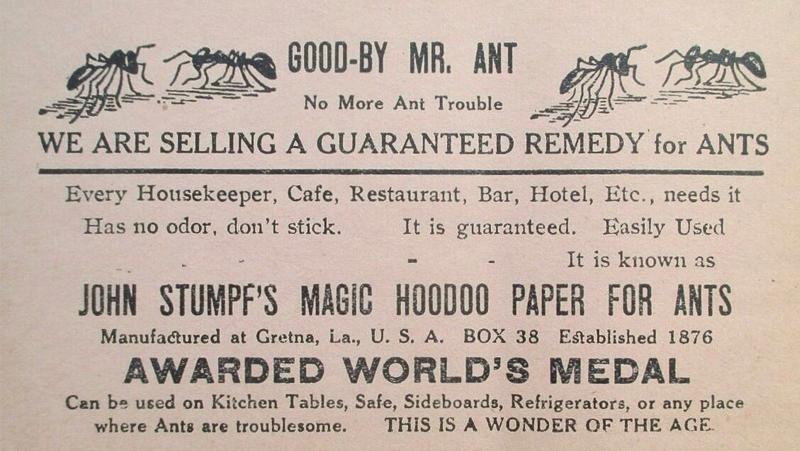 GOOD-BY MR. ANT
No More Ant Trouble
WE ARE SELLING A GUARANTEED REMEDY for ANTS
Every Housekeeper, Cafe, Restaurant, Bar, Hotel, Etc., needs it
Has no odor, don't stick. It is guaranteed. Easily Used
It is known as
JOHN STUMPF'S MAGIC HOODOO PAPER FOR ANTS
Manufactured at Gretna, La., U. S. A. BOX 38 Established 1876
AWARDED WORLD'S MEDAL
Can be used on Kitchen Tables, Safe, Sideboards, Refrigerators, or any place
where Ants are troublesome. THIS IS A WONDER OF THE AGE.